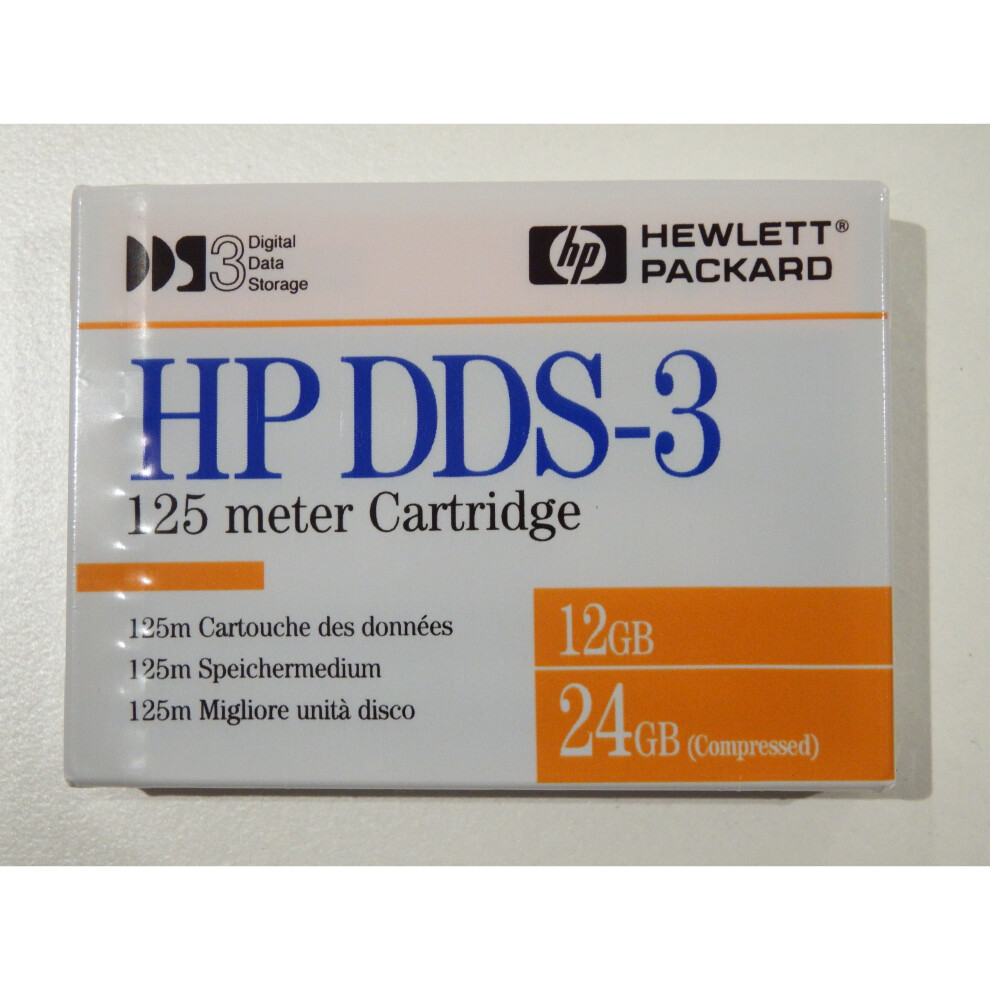 DDS3 Digital
Data
Storage
hp HEWLETT®
PACKARD
HP DDS-3
125 meter Cartridge
125m Cartouche des données
125m Speichermedium
125m Migliore unità disco
12GB
24GB (Compressed)